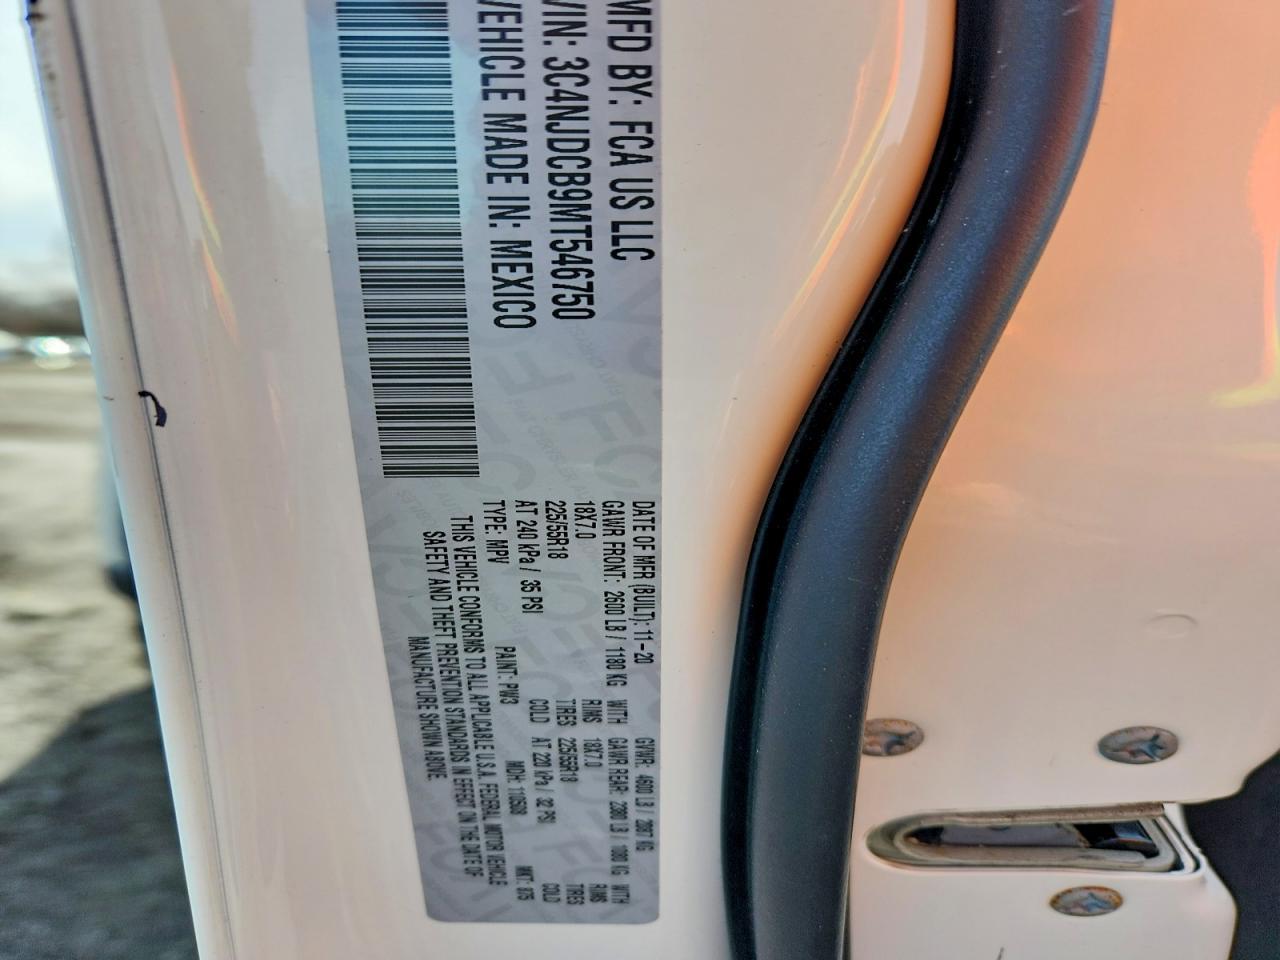 MFD BY: FCA US LLC
VIN: 3C4NJDCB9MT546750
VEHICLE MADE IN: MEXICO
DATE OF MFR (BUILT): 11-20 GVWR: 4600 LB / 2087 KG
GAWR FRONT: 2600 LB / 1180 KG WITH GAWR REAR: 2380 LB / 1080 KG WITH
18X7.0 RIMS 18X7.0 RIMS
225/55R18 TIRES 225/55R18 TIRES
AT 240 kPa / 35 PSI COLD AT 220 kPa / 32 PSI COLD
TYPE: MPV PAINT: PW3 MDH: 110508 MKT: 875
THIS VEHICLE CONFORMS TO ALL APPLICABLE U.S.A. FEDERAL MOTOR VEHICLE
SAFETY AND THEFT PREVENTION STANDARDS IN EFFECT ON THE DATE OF
MANUFACTURE SHOWN ABOVE.